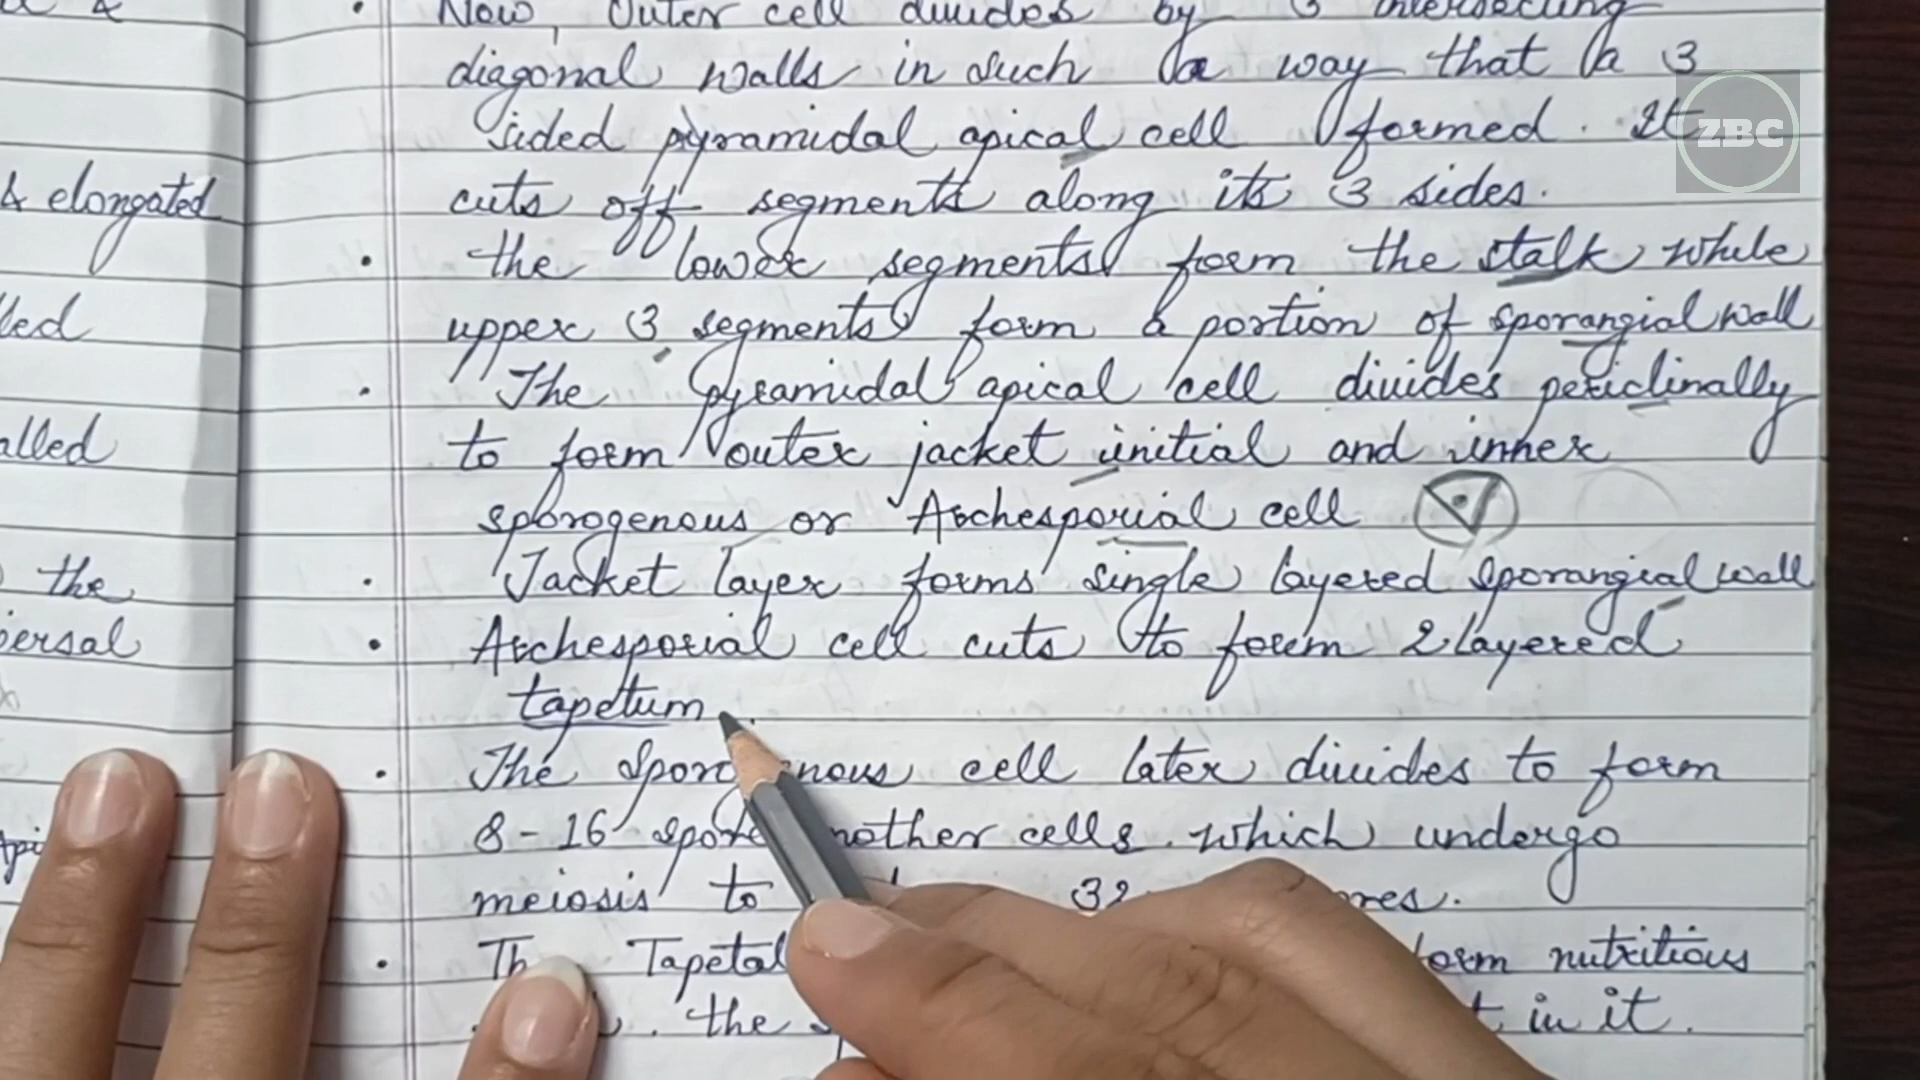 & elongated
led
alled
the
persal
Now, Outer cell divides by 3 intersecting
diagonal walls in such a way that a 3
sided pyramidal apical cell formed. It
cuts off segments along its 3 sides.
• the lower segments form the stalk while
upper 3 segments form a portion of sporangial wall
• The pyramidal apical cell divides periclinally
to form outer jacket initial and inner
sporogenous or Archesporial cell
• Jacket layer forms single layered sporangial wall
• Archesporial cell cuts to form 2 layered
tapetum
• The cell later divides to form
8-16 mother cells which undergo
meiosis to 32
• Tapetal form nutritious
the in it.
ZBC